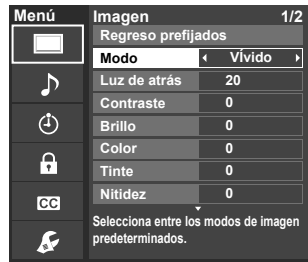 Menú
Imagen 1/2
Regreso prefijados
Modo VÍvido
Luz de atrás 20
Contraste 0
Brillo 0
Color 0
Tinte 0
Nitidez 0
CC
Selecciona entre los modos de imagen
predeterminados.